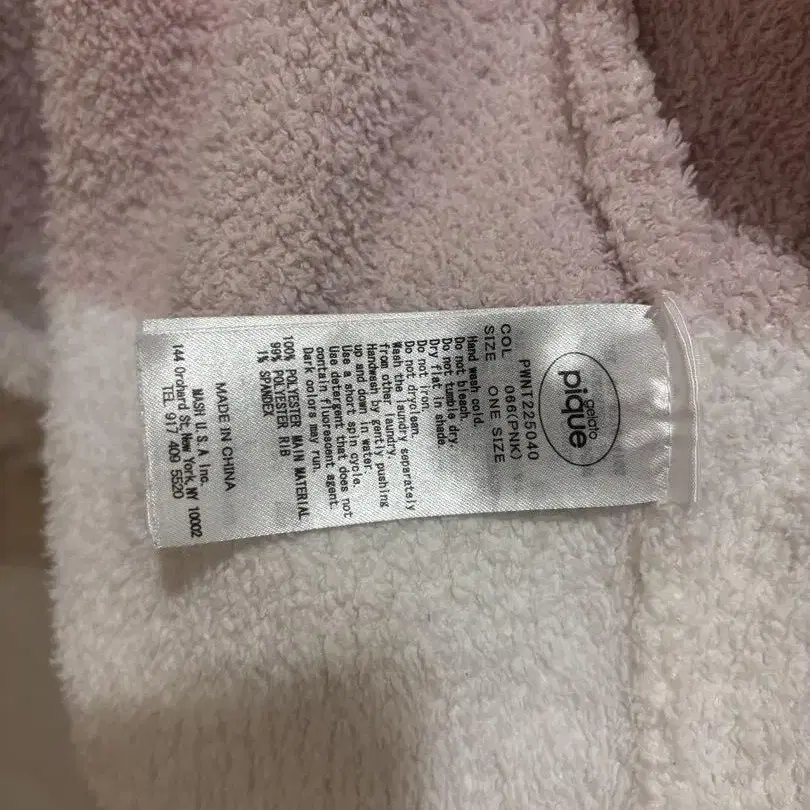 gelato
pique
PWNT225040
COL 066(PNK)
SIZE ONE SIZE
Hand wash cold.
Do not bleach.
Do not tumble dry.
Dry flat in shade.
Do not iron.
Do not dryclean.
Wash the laundry separately
from other laundry.
Handwash by gently pushing
up and down in water.
Use a short spin cycle.
Use detergent that does not
contain fluorescent agent.
Dark colors may run.
100% POLYESTER MAIN MATERIAL
99% POLYESTER RIB
1% SPANDEX
MADE IN CHINA
MASH U.S.A Inc.
144 Orchard St, New York, NY 10002
TEL 917 409 5520